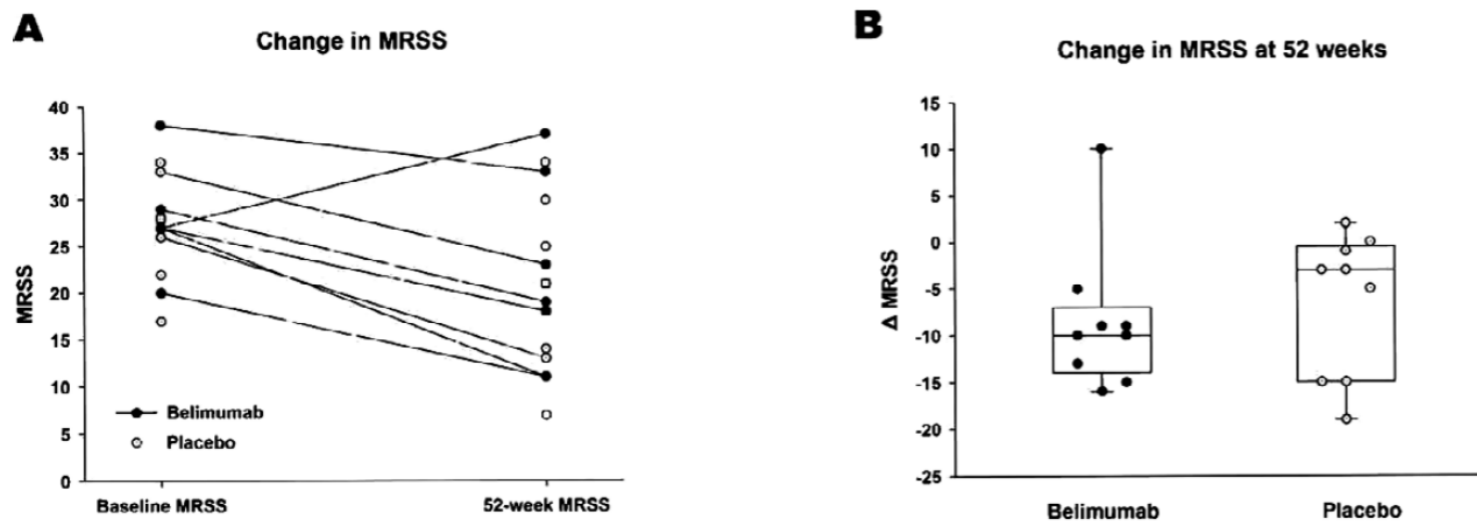 A
Change in MRSS
MRSS
40
35
30
25
20
15
10
5
0
Belimumab
Placebo
Baseline MRSS
52-week MRSS
B
Change in MRSS at 52 weeks
Δ MRSS
15
10
5
0
-5
-10
-15
-20
-25
Belimumab
Placebo